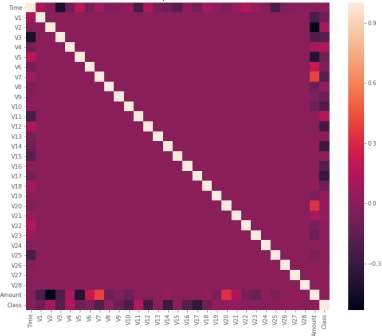 Time
V1
V2
V3
V4
V5
V6
V7
V8
V9
V10
V11
V12
V13
V14
V15
V16
V17
V18
V19
V20
V21
V22
V23
V24
V25
V26
V27
V28
Amount
Class
Time V1 V2 V3 V4 V5 V6 V7 V8 V9 V10 V11 V12 V13 V14 V15 V16 V17 V18 V19 V20 V21 V22 V23 V24 V25 V26 V27 V28 Amount Class
0.9
0.6
0.3
0.0
-0.3